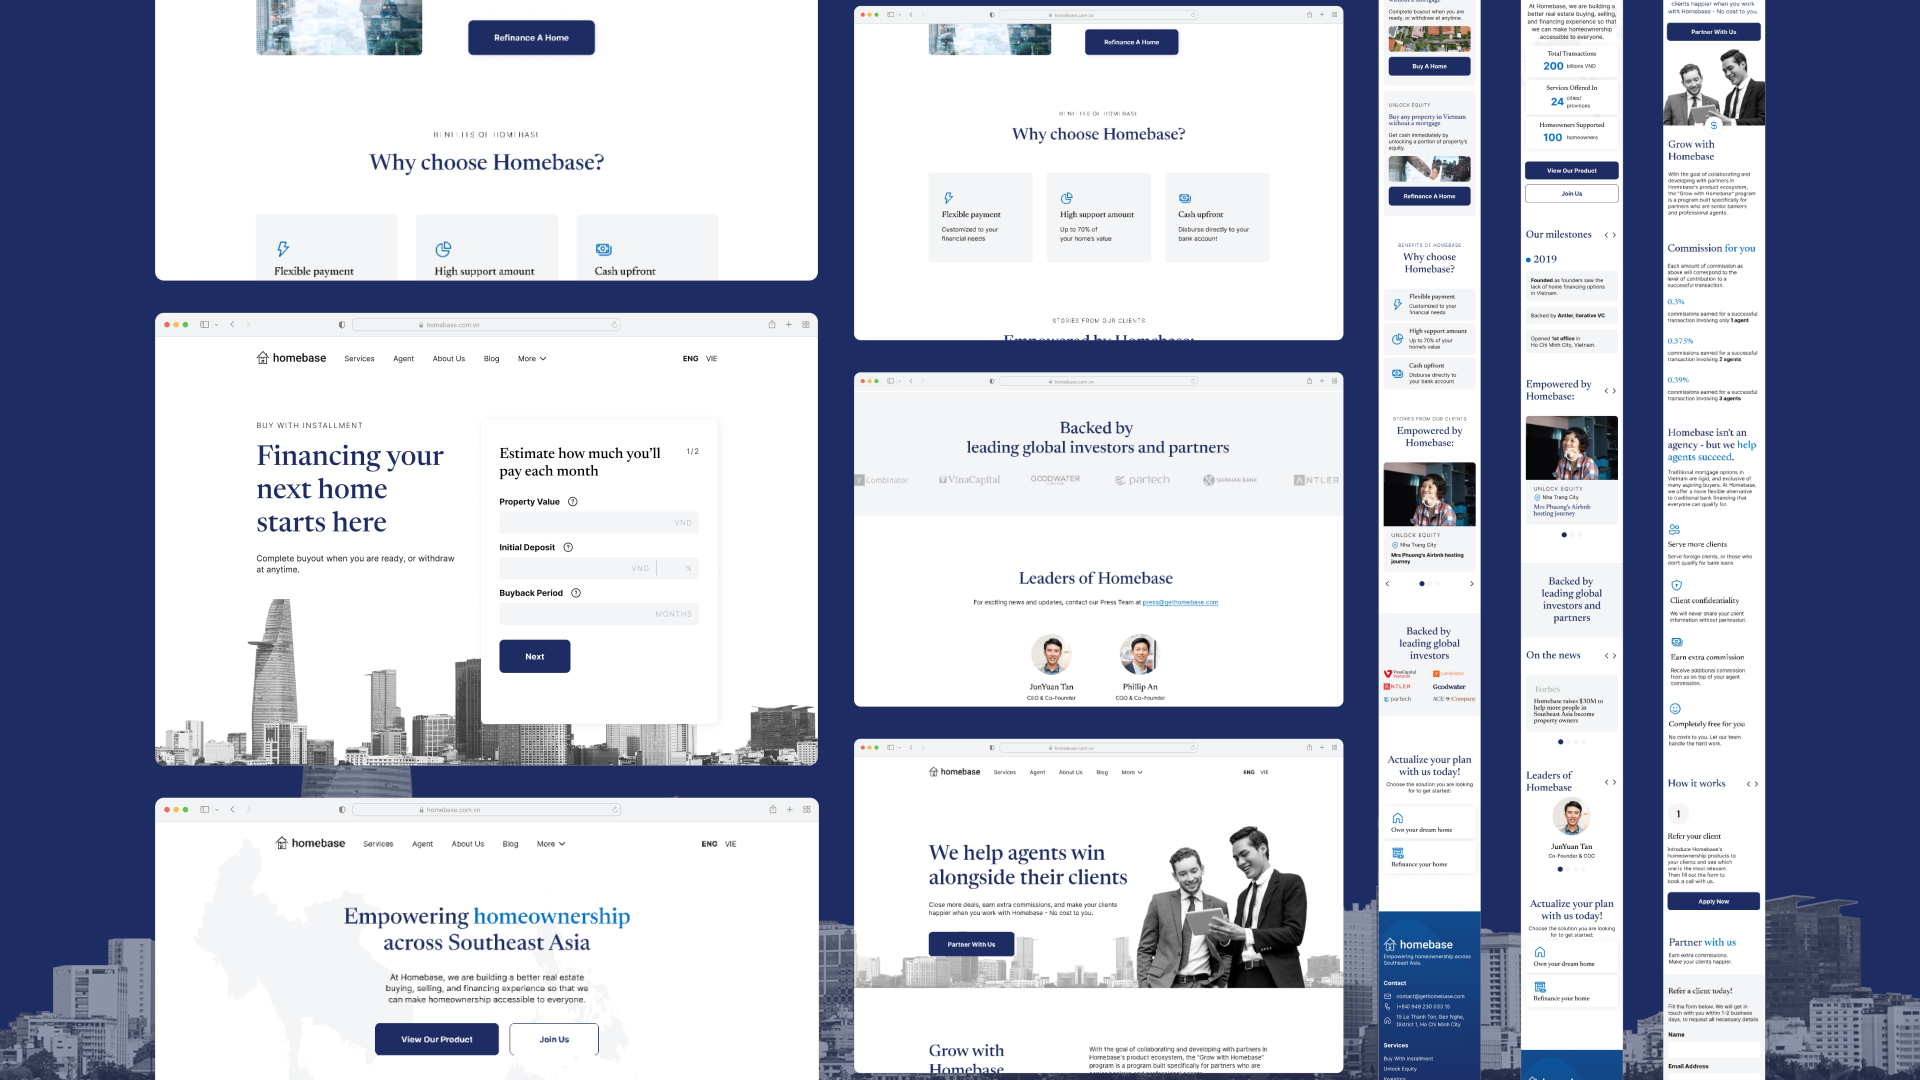 Refinance A Home
BENEFITS OF HOMEBASE
Why choose Homebase?
Flexible payment
High support amount
Cash upfront
homebase.com.vn
homebase
Services
Agent
About Us
Blog
More
ENG VIE
BUY WITH INSTALLMENT
Financing your
next home
starts here
Complete buyout when you are ready, or withdraw
at anytime.
Estimate how much you'll
pay each month
1/2
Property Value
VND
Initial Deposit
VND
%
Buyback Period
MONTHS
Next
homebase.com.vn
homebase
Services
Agent
About Us
Blog
More
ENG VIE
Empowering homeownership
across Southeast Asia
At Homebase, we are building a better real estate
buying, selling, and financing experience so that we
can make homeownership accessible to everyone.
View Our Product
Join Us
homebase.com.vn
Refinance A Home
BENEFITS OF HOMEBASE
Why choose Homebase?
Flexible payment
Customized to your
financial needs
High support amount
Up to 70% of
your home's value
Cash upfront
Disburse directly to your
bank account
STORIES FROM OUR CLIENTS
Empowered by Homebase:
homebase.com.vn
Backed by
leading global investors and partners
Combinator
VinaCapital
GOODWATER
CAPITAL
partech
SHINHAN BANK
ANTLER
Leaders of Homebase
For exciting news and updates, contact our Press Team at press@gethomebase.com
JunYuan Tan
CEO & Co-Founder
Phillip An
COO & Co-Founder
homebase.com.vn
homebase
Services
Agent
About Us
Blog
More
ENG VIE
We help agents win
alongside their clients
Close more deals, earn extra commissions, and make your clients
happier when you work with Homebase - No cost to you.
Partner With Us
Grow with
Homebase
With the goal of collaborating and developing with partners in
Homebase's product ecosystem, the "Grow with Homebase"
program is a program built specifically for partners who are
without a mortgage
Complete buyout when you are
ready, or withdraw at anytime.
Buy A Home
UNLOCK EQUITY
Buy any property in Vietnam
without a mortgage
Get cash immediately by
unlocking a portion of property's
equity.
Refinance A Home
BENEFITS OF HOMEBASE
Why choose
Homebase?
Flexible payment
Customized to your
financial needs
High support amount
Up to 70% of your
home's value
Cash upfront
Disburse directly to
your bank account
STORIES FROM OUR CLIENTS
Empowered by
Homebase:
UNLOCK EQUITY
Nha Trang City
Mrs Phuong's Airbnb hosting
journey
Backed by
leading global
investors
VinaCapital
Ventures
Combinator
ANTLER
Goodwater
partech
ACE & Company
Actualize your plan
with us today!
Choose the solution you are looking
for to get started:
Own your dream home
Refinance your home
homebase
Empowering homeownership across
Southeast Asia.
Contact
contact@gethomebase.com
(+84) 948 230 033 15
15 Le Thanh Ton, Ben Nghe,
District 1, Ho Chi Minh City
Services
Buy With Installment
Unlock Equity
Investors
At Homebase, we are building a
better real estate buying, selling,
and financing experience so that
we can make homeownership
accessible to everyone.
Total Transactions
200 billions VND
Services Offered In
24 cities/
provinces
Homeowners Supported
100 homeowners
View Our Product
Join Us
Our milestones
2019
Founded as founders saw the
lack of home financing options
in Vietnam.
Backed by Antler, Iterative VC
Opened 1st office in
Ho Chi Minh City, Vietnam.
Empowered by
Homebase:
UNLOCK EQUITY
Nha Trang City
Mrs Phuong's Airbnb
hosting journey
Backed by
leading global
investors and
partners
On the news
Forbes
Homebase raises $30M to
help more people in
Southeast Asia become
property owners
Leaders of
Homebase
JunYuan Tan
Co-Founder & COO
Actualize your plan
with us today!
Choose the solution you are looking
for to get started:
Own your dream home
Refinance your home
homebase
clients happier when you work
with Homebase - No cost to you.
Partner With Us
Grow with
Homebase
With the goal of collaborating and
developing with partners in
Homebase's product ecosystem,
the "Grow with Homebase" program
is a program built specifically for
partners who are senior bankers
and professional agents.
Commission for you
Each amount of commission as
above will correspond to the
level of contribution to a
successful transaction.
0.3%
commissions earned for a successful
transaction involving only 1 agent
0.375%
commissions earned for a successful
transaction involving 2 agents
0.39%
commissions earned for a successful
transaction involving 3 agents
Homebase isn't an
agency - but we help
agents succeed.
Traditional mortgage options in
Vietnam are rigid, and exclusive of
many aspiring buyers. At Homebase,
we offer a more flexible alternative
to traditional bank financing that
everyone can qualify for.
Serve more clients
Serve foreign clients, or those who
don't qualify for bank loans
Client confidentiality
We will never share your client
information without permission.
Earn extra commission
Receive additional commission
from us on top of your agent
commission.
Completely free for you
No costs to you. Let our team
handle the hard work.
How it works
1
Refer your client
Introduce Homebase's
homeownership products to
your clients and see which
one is the most relevant.
Then fill out the form to
book a call with us.
Apply Now
Partner with us
Earn extra commissions.
Make your clients happier.
Refer a client today!
Fill the form below. We will get in
touch with you within 1-2 business
days, to request all necessary details
Name
Email Address